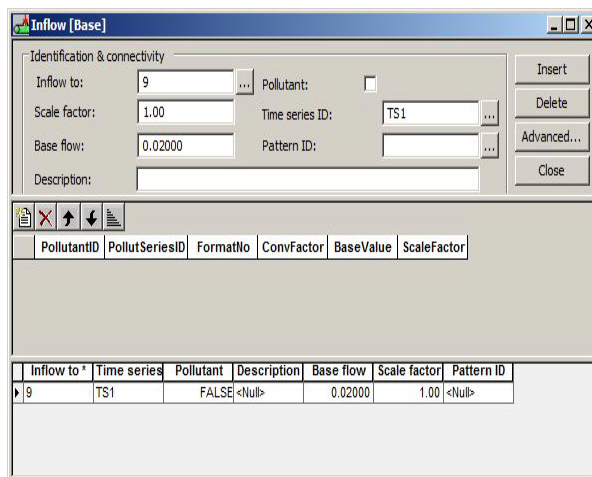 Inflow [Base]
Identification & connectivity
Inflow to: 9 ... Pollutant:
Scale factor: 1.00 Time series ID: TS1 ...
Base flow: 0.02000 Pattern ID: ...
Description:
Insert
Delete
Advanced...
Close
PollutantID PollutSeriesID FormatNo ConvFactor BaseValue ScaleFactor
Inflow to * Time series Pollutant Description Base flow Scale factor Pattern ID
9 TS1 FALSE <Null> 0.02000 1.00 <Null>